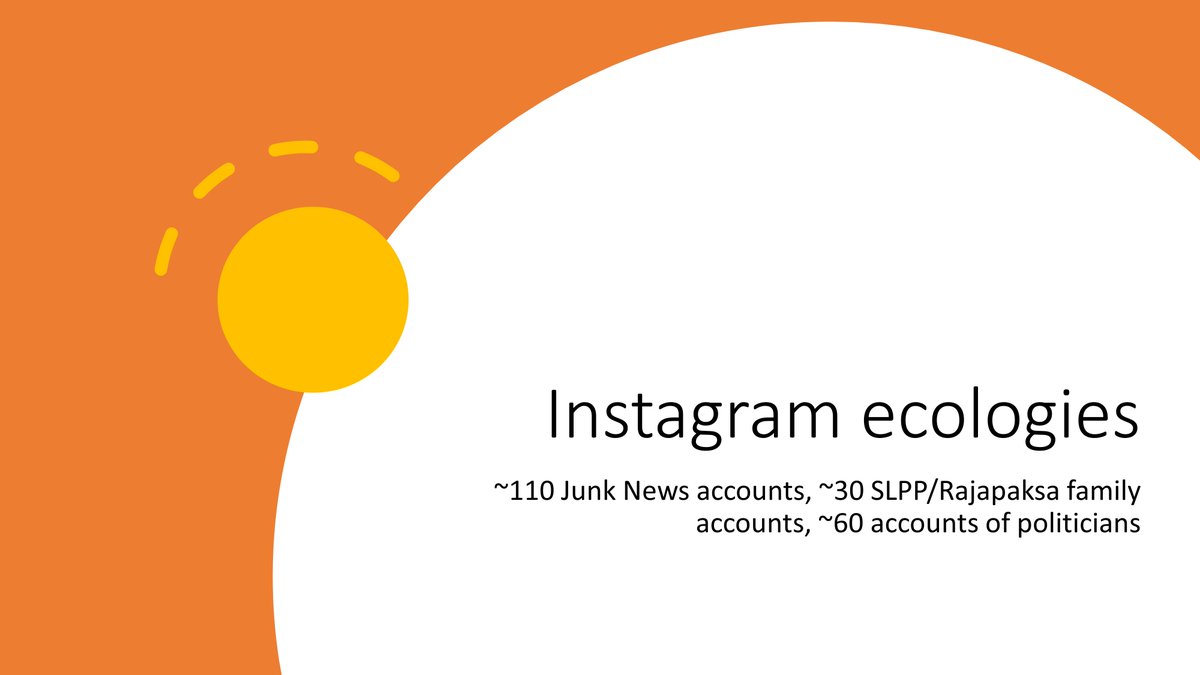 Instagram ecologies
~110 Junk News accounts, ~30 SLPP/Rajapaksa family
accounts, ~60 accounts of politicians